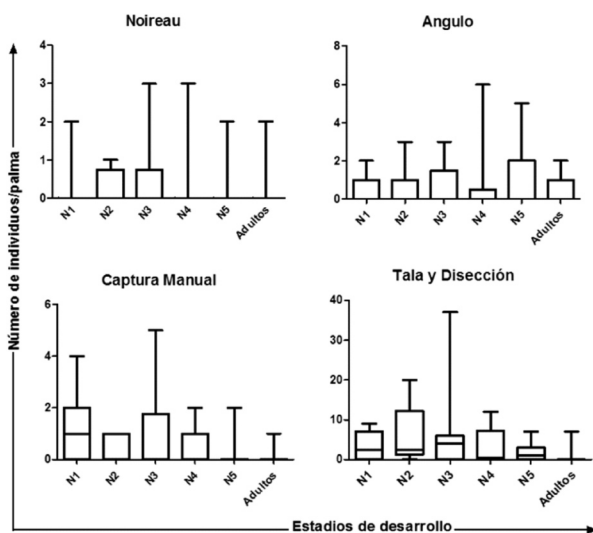 Noireau
Angulo
Número de individuos/palma
4
3
2
1
0
N1
N2
N3
N4
N5
Adultos
8
6
4
2
0
N1
N2
N3
N4
N5
Adultos
Captura Manual
Tala y Disección
6
4
2
0
N1
N2
N3
N4
N5
Adultos
40
30
20
10
0
N1
N2
N3
N4
N5
Adultos
Estadios de desarrollo